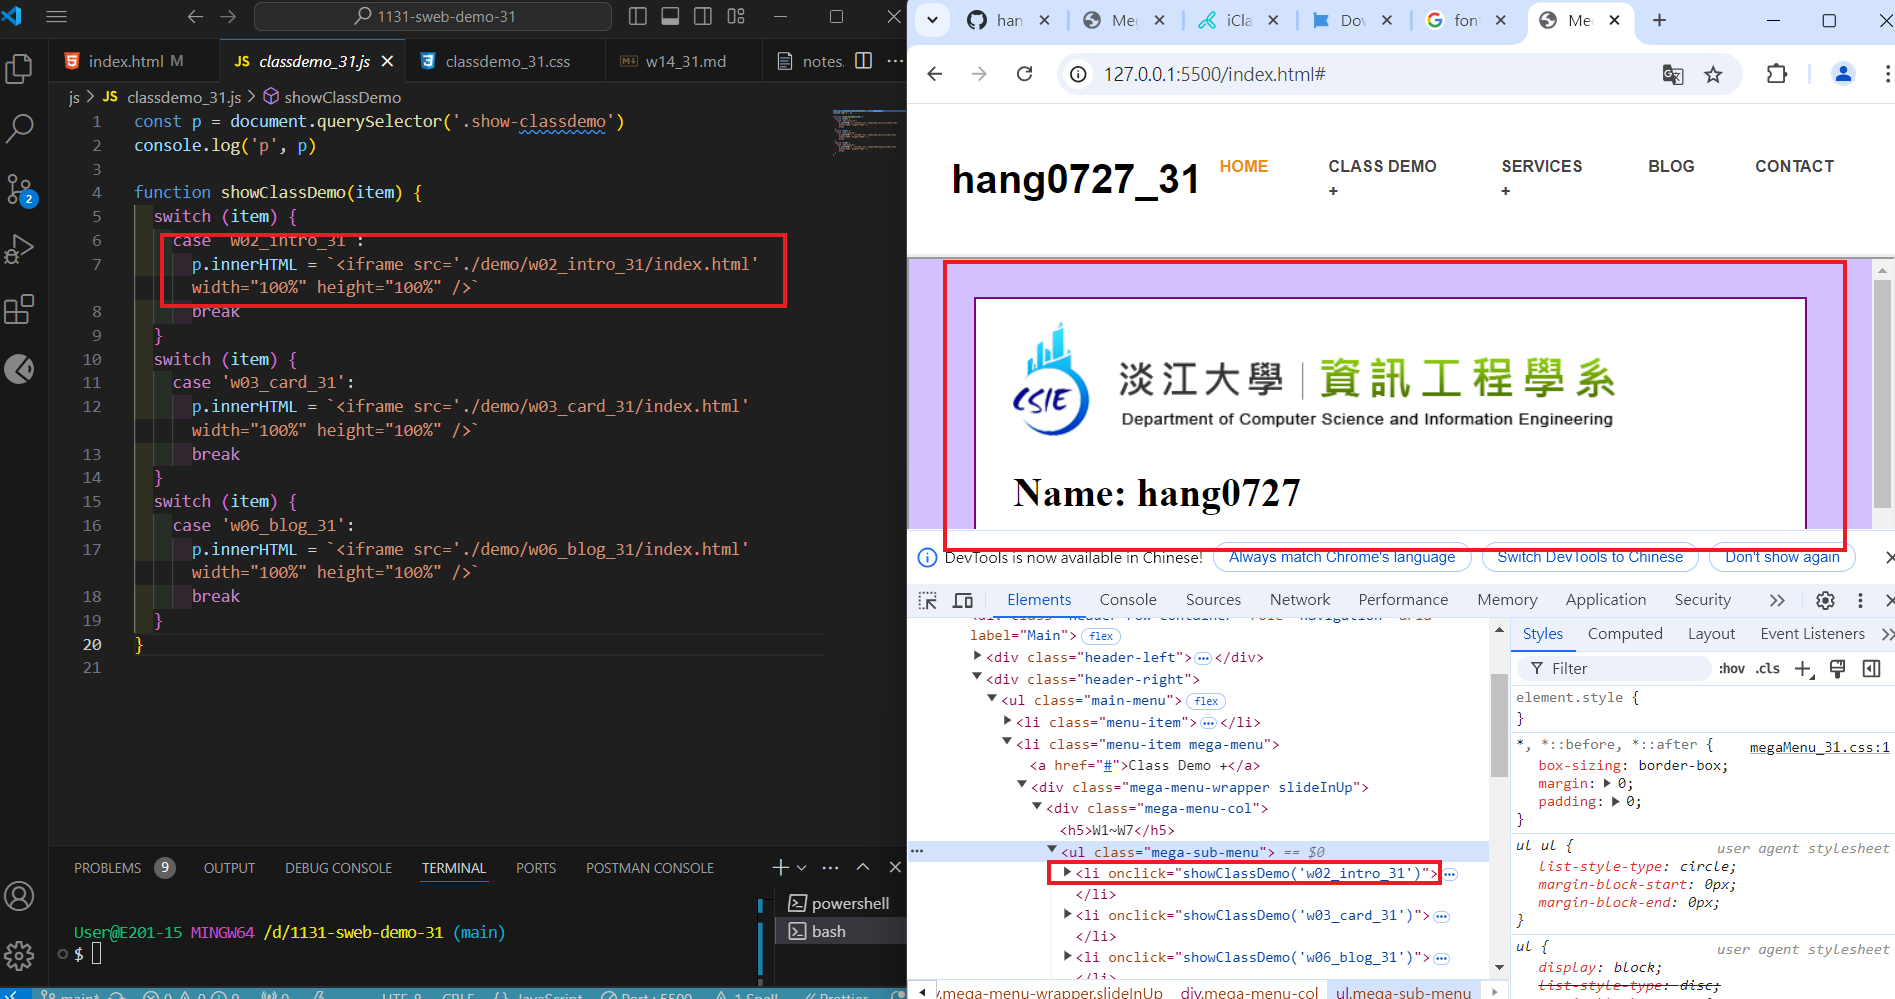 1131-sweb-demo-31
index.html M
JS classdemo_31.js
classdemo_31.css
w14_31.md
notes.
js > JS classdemo_31.js > showClassDemo
1 const p = document.querySelector('.show-classdemo')
2 console.log('p', p)
3
4 function showClassDemo(item) {
5 switch (item) {
6 case 'w02_intro_31':
7 p.innerHTML = `<iframe src='./demo/w02_intro_31/index.html'
width="100%" height="100%" />`
8 break
9 }
10 switch (item) {
11 case 'w03_card_31':
12 p.innerHTML = `<iframe src='./demo/w03_card_31/index.html'
width="100%" height="100%" />`
13 break
14 }
15 switch (item) {
16 case 'w06_blog_31':
17 p.innerHTML = `<iframe src='./demo/w06_blog_31/index.html'
width="100%" height="100%" />`
18 break
19 }
20 }
21
2
PROBLEMS 9 OUTPUT DEBUG CONSOLE TERMINAL PORTS POSTMAN CONSOLE
powershell
bash
User@E201-15 MINGW64 /d/1131-sweb-demo-31 (main)
$
main* 0 0 0 0 UTF-8 CRLF {} JavaScript Port : 5500 1 Spell Prettier
han
Me
iCla
Dov
fon
Me
127.0.0.1:5500/index.html#
hang0727_31
HOME
CLASS DEMO
+
SERVICES
+
BLOG
CONTACT
CSIE
淡江大學 | 資訊工程學系
Department of Computer Science and Information Engineering
Name: hang0727
DevTools is now available in Chinese! Always match Chrome's language Switch DevTools to Chinese Don't show again
Elements Console Sources Network Performance Memory Application Security
label="Main"> flex
<div class="header-left"> … </div>
<div class="header-right">
<ul class="main-menu"> flex
<li class="menu-item"> … </li>
<li class="menu-item mega-menu">
<a href="#">Class Demo +</a>
<div class="mega-menu-wrapper slideInUp">
<div class="mega-menu-col">
<h5>W1~W7</h5>
<ul class="mega-sub-menu"> == $0
<li onclick="showClassDemo('w02_intro_31')"> …
</li>
<li onclick="showClassDemo('w03_card_31')"> …
</li>
<li onclick="showClassDemo('w06_blog_31')"> …
</li>
v.mega-menu-wrapper.slideInUp div.mega-menu-col ul.mega-sub-menu
Styles Computed Layout Event Listeners
Filter :hov .cls
element.style {
}
*, *::before, *::after { megaMenu_31.css:1
box-sizing: border-box;
margin: 0;
padding: 0;
}
ul ul { user agent stylesheet
list-style-type: circle;
margin-block-start: 0px;
margin-block-end: 0px;
}
ul { user agent stylesheet
display: block;
list-style-type: disc;